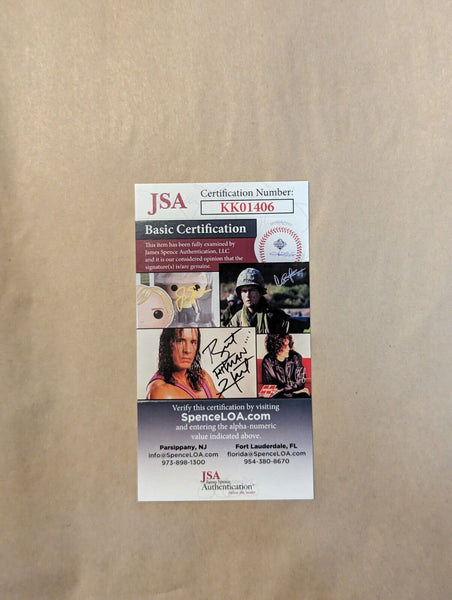 JSA
Certification Number:
KK01406
Basic Certification
This item has been fully examined by
James Spence Authentication, LLC
and it is our considered opinion that the
signature(s) is/are genuine.
Bret
HITMAN
Hart
Verify this certification by visiting
SpenceLOA.com
and entering the alpha-numeric
value indicated above.
Parsippany, NJ
info@SpenceLOA.com
973-898-1300
Fort Lauderdale, FL
florida@SpenceLOA.com
954-380-8670
JSA
James Spence
Authentication